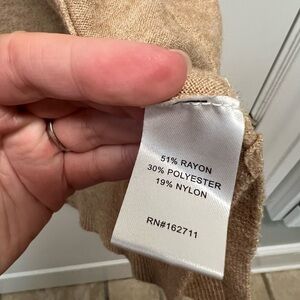 51% RAYON
30% POLYESTER
19% NYLON
RN#162711